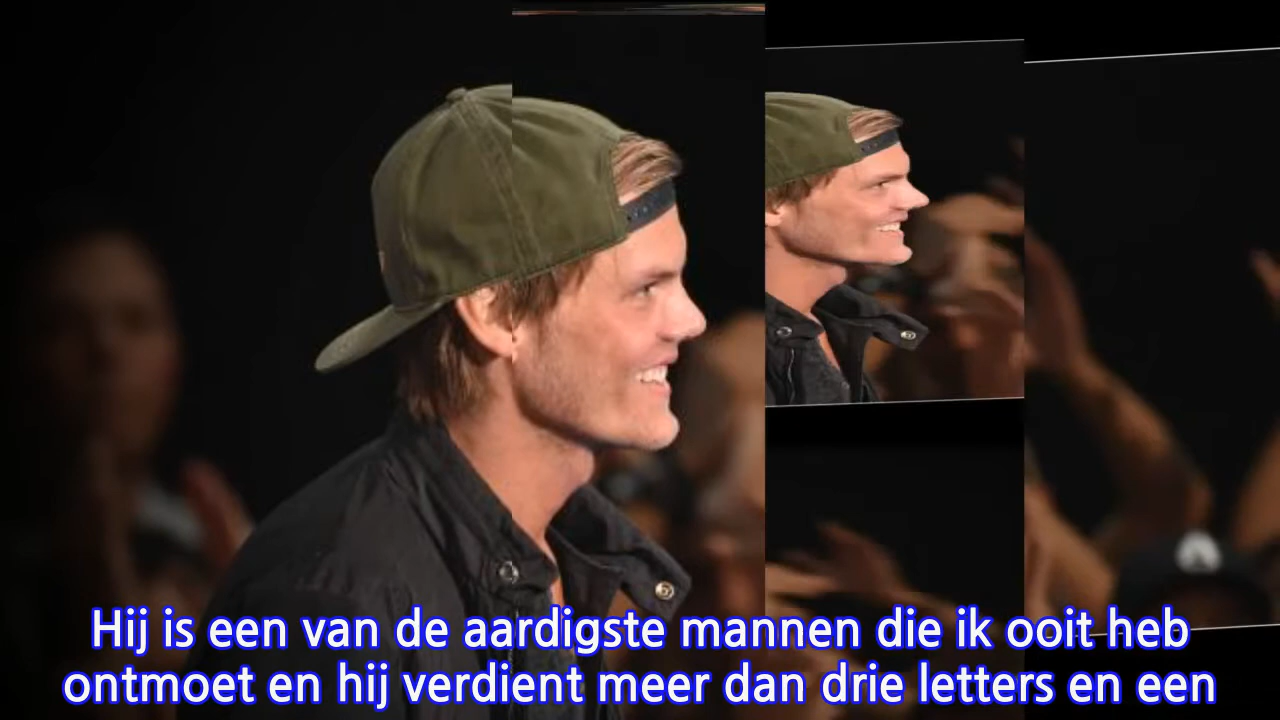 Hij is een van de aardigste mannen die ik ooit heb
ontmoet en hij verdient meer dan drie letters en een